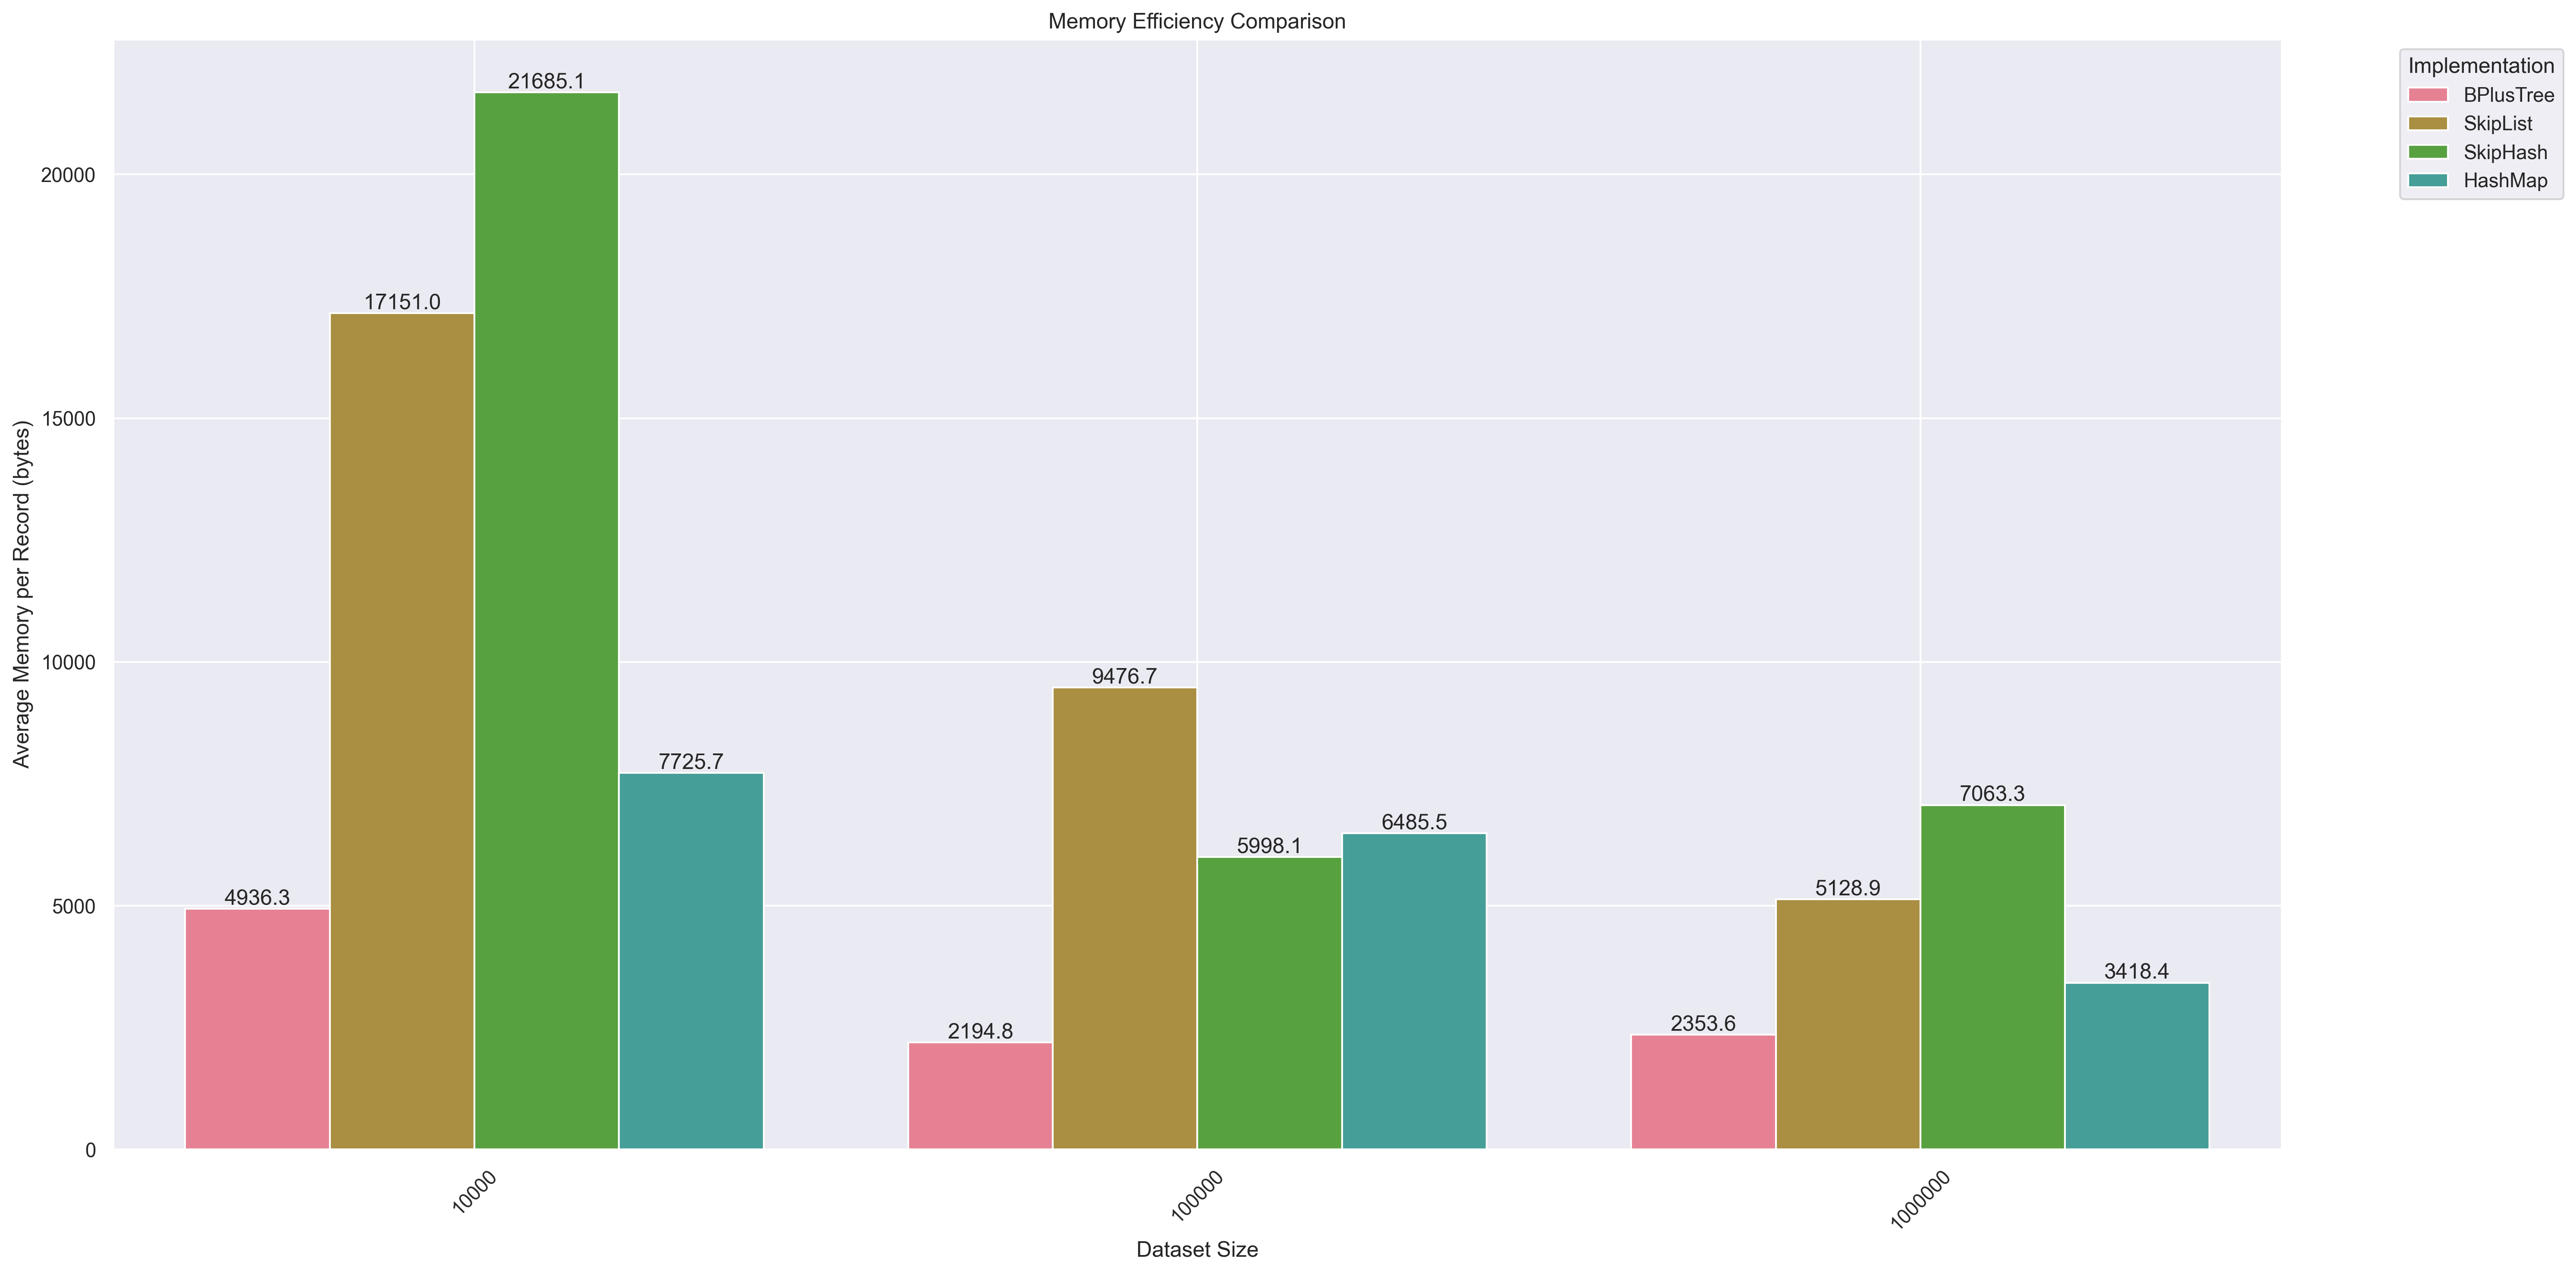 Memory Efficiency Comparison
Implementation
BPlusTree
SkipList
SkipHash
HashMap
Average Memory per Record (bytes)
20000
15000
10000
5000
0
4936.3
17151.0
21685.1
7725.7
2194.8
9476.7
5998.1
6485.5
2353.6
5128.9
7063.3
3418.4
10000
100000
1000000
Dataset Size